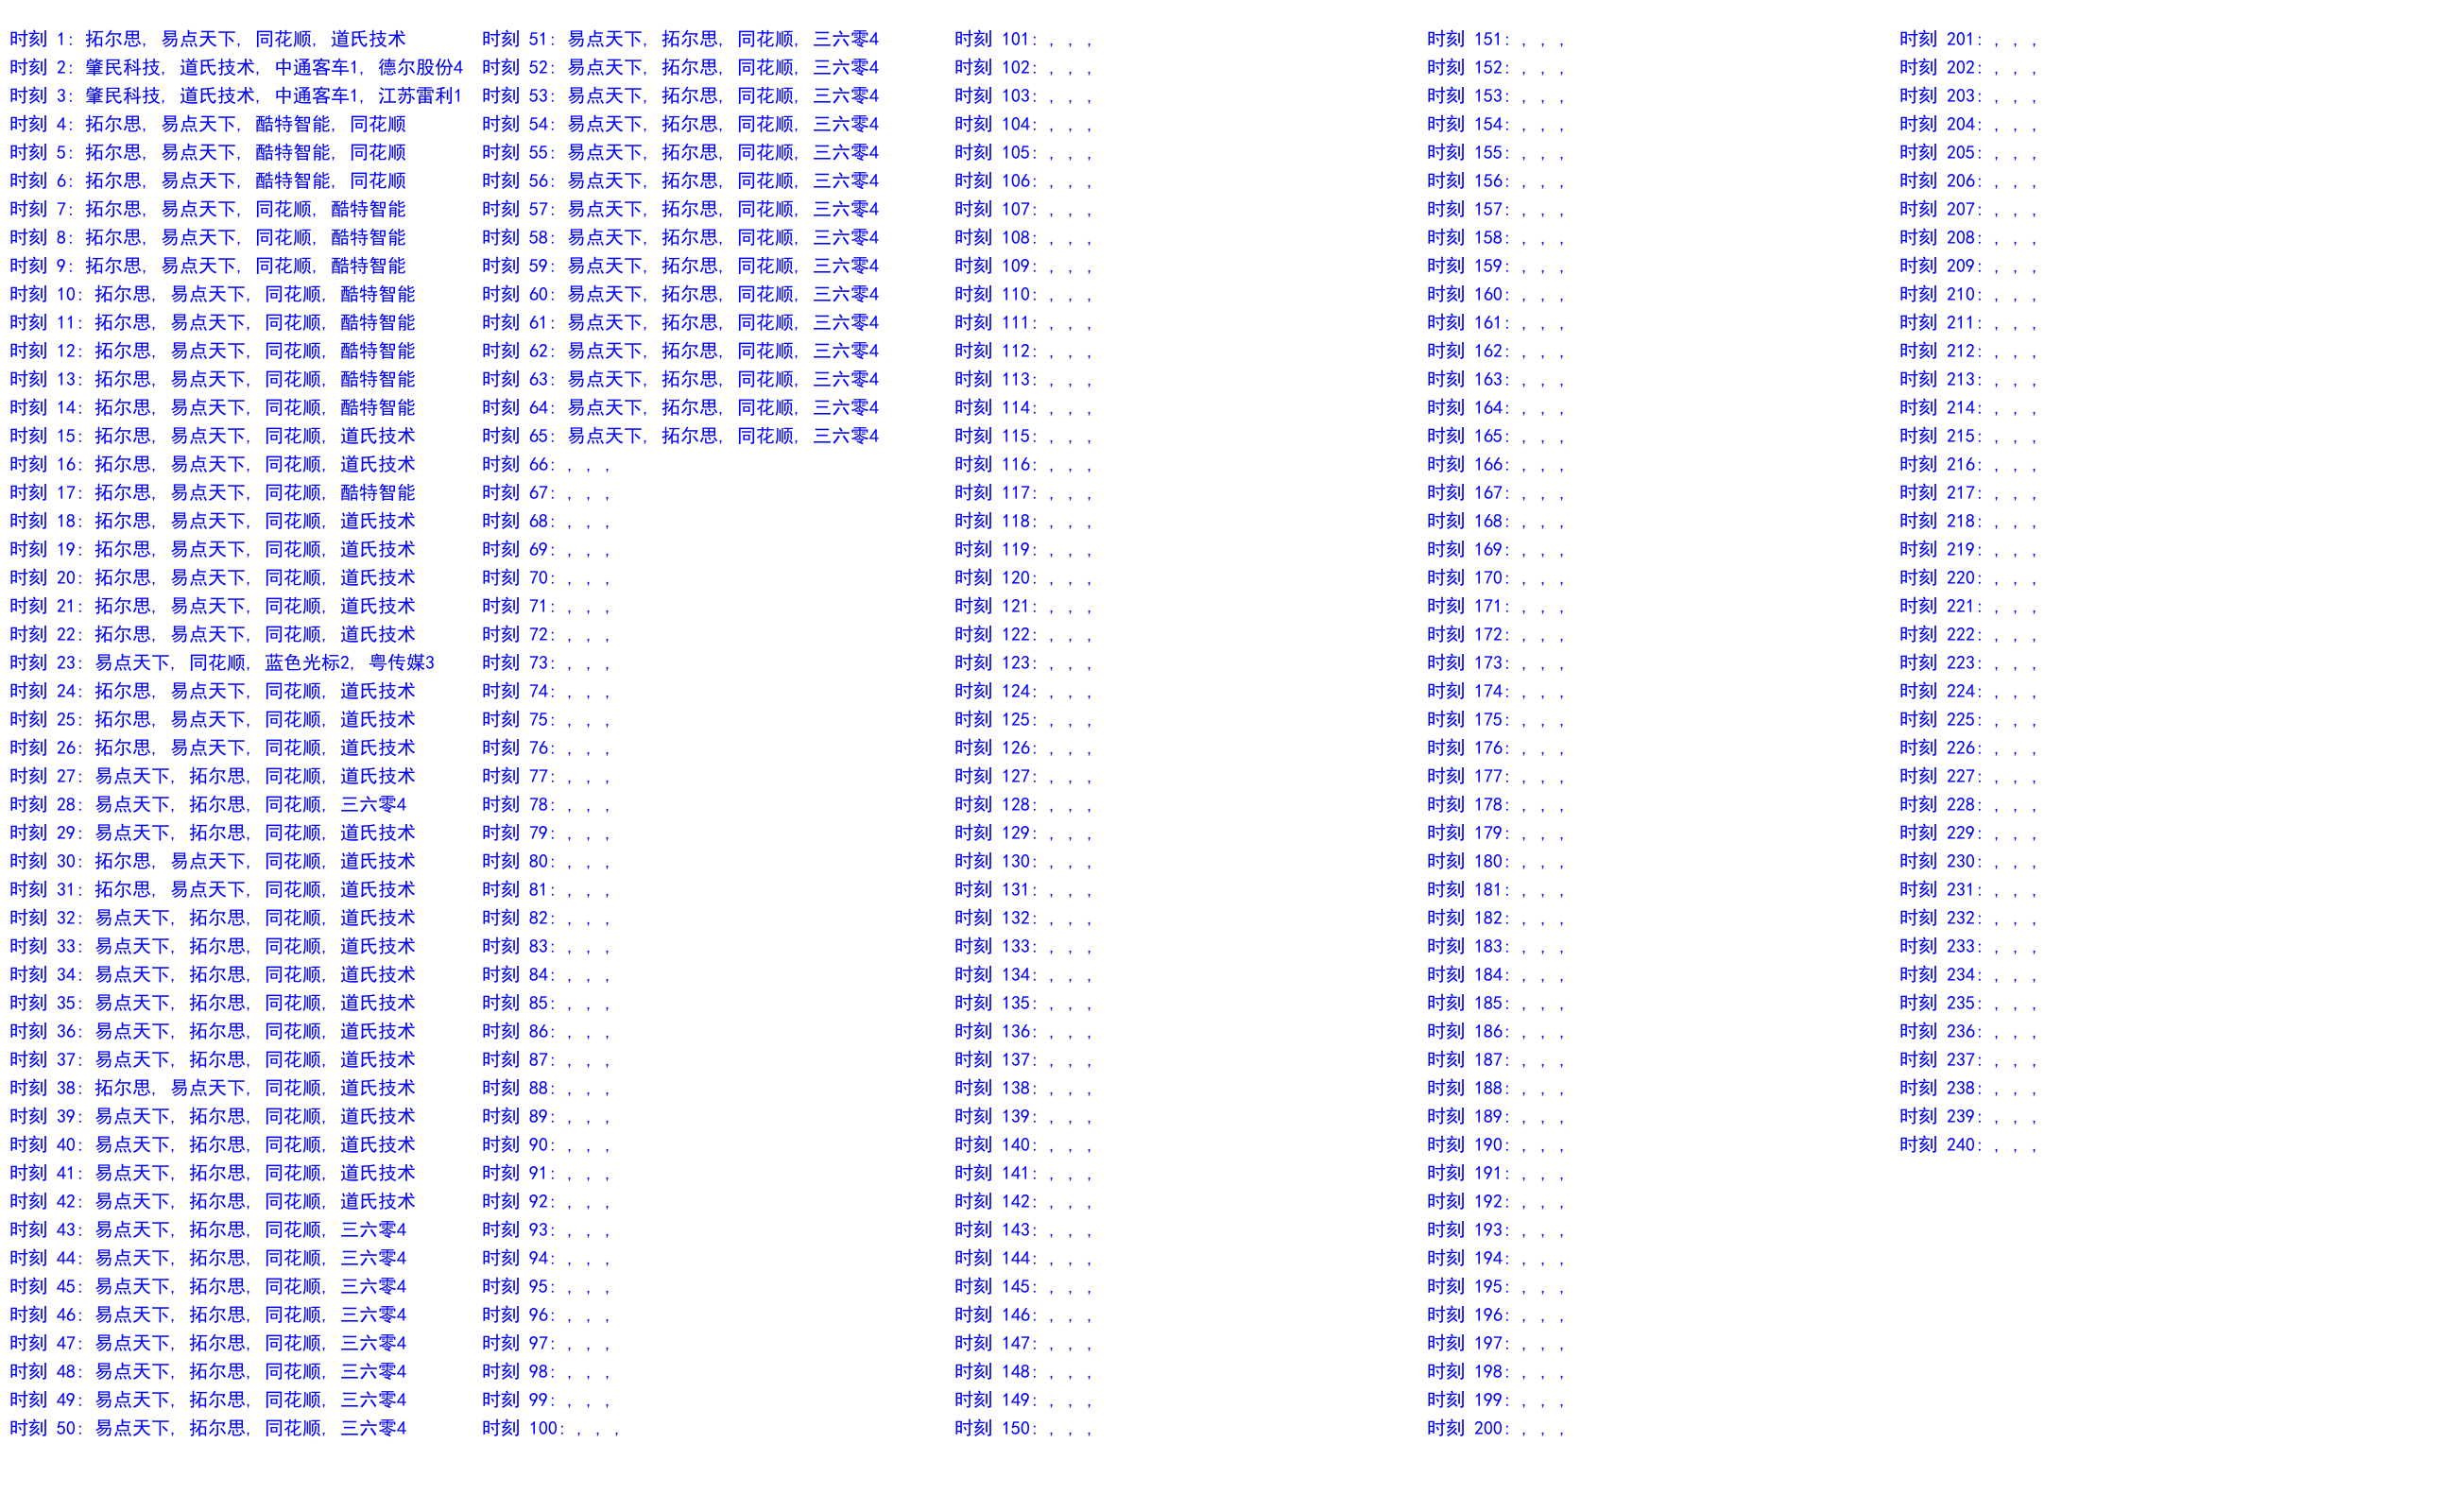 时刻 1: 拓尔思, 易点天下, 同花顺, 道氏技术
时刻 2: 肇民科技, 道氏技术, 中通客车1, 德尔股份4
时刻 3: 肇民科技, 道氏技术, 中通客车1, 江苏雷利1
时刻 4: 拓尔思, 易点天下, 酷特智能, 同花顺
时刻 5: 拓尔思, 易点天下, 酷特智能, 同花顺
时刻 6: 拓尔思, 易点天下, 酷特智能, 同花顺
时刻 7: 拓尔思, 易点天下, 同花顺, 酷特智能
时刻 8: 拓尔思, 易点天下, 同花顺, 酷特智能
时刻 9: 拓尔思, 易点天下, 同花顺, 酷特智能
时刻 10: 拓尔思, 易点天下, 同花顺, 酷特智能
时刻 11: 拓尔思, 易点天下, 同花顺, 酷特智能
时刻 12: 拓尔思, 易点天下, 同花顺, 酷特智能
时刻 13: 拓尔思, 易点天下, 同花顺, 酷特智能
时刻 14: 拓尔思, 易点天下, 同花顺, 酷特智能
时刻 15: 拓尔思, 易点天下, 同花顺, 道氏技术
时刻 16: 拓尔思, 易点天下, 同花顺, 道氏技术
时刻 17: 拓尔思, 易点天下, 同花顺, 酷特智能
时刻 18: 拓尔思, 易点天下, 同花顺, 道氏技术
时刻 19: 拓尔思, 易点天下, 同花顺, 道氏技术
时刻 20: 拓尔思, 易点天下, 同花顺, 道氏技术
时刻 21: 拓尔思, 易点天下, 同花顺, 道氏技术
时刻 22: 拓尔思, 易点天下, 同花顺, 道氏技术
时刻 23: 易点天下, 同花顺, 蓝色光标2, 粤传媒3
时刻 24: 拓尔思, 易点天下, 同花顺, 道氏技术
时刻 25: 拓尔思, 易点天下, 同花顺, 道氏技术
时刻 26: 拓尔思, 易点天下, 同花顺, 道氏技术
时刻 27: 易点天下, 拓尔思, 同花顺, 道氏技术
时刻 28: 易点天下, 拓尔思, 同花顺, 三六零4
时刻 29: 易点天下, 拓尔思, 同花顺, 道氏技术
时刻 30: 拓尔思, 易点天下, 同花顺, 道氏技术
时刻 31: 拓尔思, 易点天下, 同花顺, 道氏技术
时刻 32: 易点天下, 拓尔思, 同花顺, 道氏技术
时刻 33: 易点天下, 拓尔思, 同花顺, 道氏技术
时刻 34: 易点天下, 拓尔思, 同花顺, 道氏技术
时刻 35: 易点天下, 拓尔思, 同花顺, 道氏技术
时刻 36: 易点天下, 拓尔思, 同花顺, 道氏技术
时刻 37: 易点天下, 拓尔思, 同花顺, 道氏技术
时刻 38: 拓尔思, 易点天下, 同花顺, 道氏技术
时刻 39: 易点天下, 拓尔思, 同花顺, 道氏技术
时刻 40: 易点天下, 拓尔思, 同花顺, 道氏技术
时刻 41: 易点天下, 拓尔思, 同花顺, 道氏技术
时刻 42: 易点天下, 拓尔思, 同花顺, 道氏技术
时刻 43: 易点天下, 拓尔思, 同花顺, 三六零4
时刻 44: 易点天下, 拓尔思, 同花顺, 三六零4
时刻 45: 易点天下, 拓尔思, 同花顺, 三六零4
时刻 46: 易点天下, 拓尔思, 同花顺, 三六零4
时刻 47: 易点天下, 拓尔思, 同花顺, 三六零4
时刻 48: 易点天下, 拓尔思, 同花顺, 三六零4
时刻 49: 易点天下, 拓尔思, 同花顺, 三六零4
时刻 50: 易点天下, 拓尔思, 同花顺, 三六零4
时刻 51: 易点天下, 拓尔思, 同花顺, 三六零4
时刻 52: 易点天下, 拓尔思, 同花顺, 三六零4
时刻 53: 易点天下, 拓尔思, 同花顺, 三六零4
时刻 54: 易点天下, 拓尔思, 同花顺, 三六零4
时刻 55: 易点天下, 拓尔思, 同花顺, 三六零4
时刻 56: 易点天下, 拓尔思, 同花顺, 三六零4
时刻 57: 易点天下, 拓尔思, 同花顺, 三六零4
时刻 58: 易点天下, 拓尔思, 同花顺, 三六零4
时刻 59: 易点天下, 拓尔思, 同花顺, 三六零4
时刻 60: 易点天下, 拓尔思, 同花顺, 三六零4
时刻 61: 易点天下, 拓尔思, 同花顺, 三六零4
时刻 62: 易点天下, 拓尔思, 同花顺, 三六零4
时刻 63: 易点天下, 拓尔思, 同花顺, 三六零4
时刻 64: 易点天下, 拓尔思, 同花顺, 三六零4
时刻 65: 易点天下, 拓尔思, 同花顺, 三六零4
时刻 66: , , ,
时刻 67: , , ,
时刻 68: , , ,
时刻 69: , , ,
时刻 70: , , ,
时刻 71: , , ,
时刻 72: , , ,
时刻 73: , , ,
时刻 74: , , ,
时刻 75: , , ,
时刻 76: , , ,
时刻 77: , , ,
时刻 78: , , ,
时刻 79: , , ,
时刻 80: , , ,
时刻 81: , , ,
时刻 82: , , ,
时刻 83: , , ,
时刻 84: , , ,
时刻 85: , , ,
时刻 86: , , ,
时刻 87: , , ,
时刻 88: , , ,
时刻 89: , , ,
时刻 90: , , ,
时刻 91: , , ,
时刻 92: , , ,
时刻 93: , , ,
时刻 94: , , ,
时刻 95: , , ,
时刻 96: , , ,
时刻 97: , , ,
时刻 98: , , ,
时刻 99: , , ,
时刻 100: , , ,
时刻 101: , , ,
时刻 102: , , ,
时刻 103: , , ,
时刻 104: , , ,
时刻 105: , , ,
时刻 106: , , ,
时刻 107: , , ,
时刻 108: , , ,
时刻 109: , , ,
时刻 110: , , ,
时刻 111: , , ,
时刻 112: , , ,
时刻 113: , , ,
时刻 114: , , ,
时刻 115: , , ,
时刻 116: , , ,
时刻 117: , , ,
时刻 118: , , ,
时刻 119: , , ,
时刻 120: , , ,
时刻 121: , , ,
时刻 122: , , ,
时刻 123: , , ,
时刻 124: , , ,
时刻 125: , , ,
时刻 126: , , ,
时刻 127: , , ,
时刻 128: , , ,
时刻 129: , , ,
时刻 130: , , ,
时刻 131: , , ,
时刻 132: , , ,
时刻 133: , , ,
时刻 134: , , ,
时刻 135: , , ,
时刻 136: , , ,
时刻 137: , , ,
时刻 138: , , ,
时刻 139: , , ,
时刻 140: , , ,
时刻 141: , , ,
时刻 142: , , ,
时刻 143: , , ,
时刻 144: , , ,
时刻 145: , , ,
时刻 146: , , ,
时刻 147: , , ,
时刻 148: , , ,
时刻 149: , , ,
时刻 150: , , ,
时刻 151: , , ,
时刻 152: , , ,
时刻 153: , , ,
时刻 154: , , ,
时刻 155: , , ,
时刻 156: , , ,
时刻 157: , , ,
时刻 158: , , ,
时刻 159: , , ,
时刻 160: , , ,
时刻 161: , , ,
时刻 162: , , ,
时刻 163: , , ,
时刻 164: , , ,
时刻 165: , , ,
时刻 166: , , ,
时刻 167: , , ,
时刻 168: , , ,
时刻 169: , , ,
时刻 170: , , ,
时刻 171: , , ,
时刻 172: , , ,
时刻 173: , , ,
时刻 174: , , ,
时刻 175: , , ,
时刻 176: , , ,
时刻 177: , , ,
时刻 178: , , ,
时刻 179: , , ,
时刻 180: , , ,
时刻 181: , , ,
时刻 182: , , ,
时刻 183: , , ,
时刻 184: , , ,
时刻 185: , , ,
时刻 186: , , ,
时刻 187: , , ,
时刻 188: , , ,
时刻 189: , , ,
时刻 190: , , ,
时刻 191: , , ,
时刻 192: , , ,
时刻 193: , , ,
时刻 194: , , ,
时刻 195: , , ,
时刻 196: , , ,
时刻 197: , , ,
时刻 198: , , ,
时刻 199: , , ,
时刻 200: , , ,
时刻 201: , , ,
时刻 202: , , ,
时刻 203: , , ,
时刻 204: , , ,
时刻 205: , , ,
时刻 206: , , ,
时刻 207: , , ,
时刻 208: , , ,
时刻 209: , , ,
时刻 210: , , ,
时刻 211: , , ,
时刻 212: , , ,
时刻 213: , , ,
时刻 214: , , ,
时刻 215: , , ,
时刻 216: , , ,
时刻 217: , , ,
时刻 218: , , ,
时刻 219: , , ,
时刻 220: , , ,
时刻 221: , , ,
时刻 222: , , ,
时刻 223: , , ,
时刻 224: , , ,
时刻 225: , , ,
时刻 226: , , ,
时刻 227: , , ,
时刻 228: , , ,
时刻 229: , , ,
时刻 230: , , ,
时刻 231: , , ,
时刻 232: , , ,
时刻 233: , , ,
时刻 234: , , ,
时刻 235: , , ,
时刻 236: , , ,
时刻 237: , , ,
时刻 238: , , ,
时刻 239: , , ,
时刻 240: , , ,